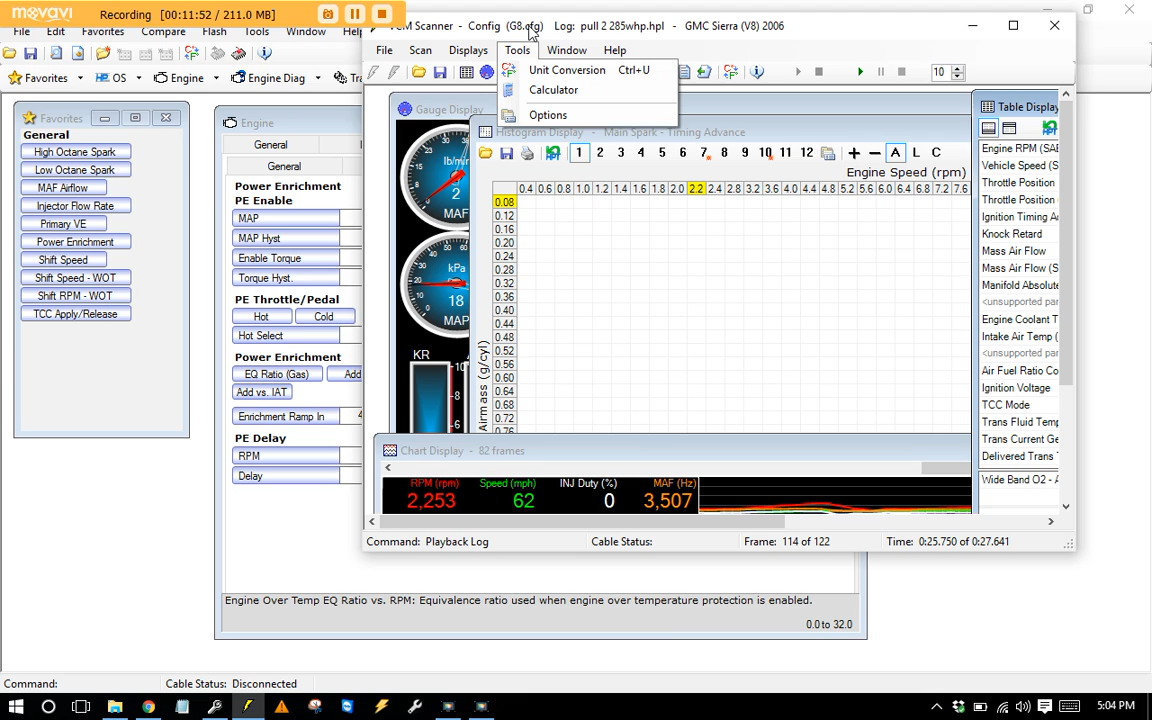 movavi
Recording ( 00:11:52 / 211.0 MB )
VCM Scanner - Config (G8.cfg) Log: pull 2 285whp.hpl - GMC Sierra (V8) 2006
File Edit Favorites Tools Window
File Scan Displays Tools Window Help
10
Favorites OS Engine Engine Diag
Unit Conversion Ctrl+U
Calculator
Options
Favorites
General
High Octane Spark
Low Octane Spark
MAF Airflow
Injector Flow Rate
Primary VE
Power Enrichment
Shift Speed
Shift Speed - WOT
Shift RPM - WOT
TCC Apply/Release
Engine
General
General
Power Enrichment
PE Enable
MAP
MAP Hyst
Enable Torque
Torque Hyst.
PE Throttle/Pedal
Hot Cold
Hot Select
Power Enrichment
EQ Ratio (Gas) Add
Add vs. IAT
Enrichment Ramp In 4
PE Delay
RPM
Delay
Gauge Display
lb/min
2
MAF
kPa
18
MAP
KR
Histogram Display - Main Spark - Timing Advance
1 2 3 4 5 6 7 8 9 10 11 12 A L C
Engine Speed (rpm)
0.4 0.6 0.8 1.0 1.2 1.4 1.6 1.8 2.0 2.2 2.4 2.6 2.8 3.2 3.6 4.0 4.4 4.8 5.2 5.6 6.0 6.4 6.8 7.2 7.6
Airmass (g/cyl)
0.08
0.12
0.16
0.20
0.24
0.28
0.32
0.36
0.40
0.44
0.48
0.52
0.56
0.60
0.64
0.68
0.72
0.76
Table Display
Engine RPM (SAE
Vehicle Speed (S
Throttle Position
Throttle Position
Ignition Timing A
Knock Retard
Mass Air Flow
Mass Air Flow (S
Manifold Absolute
<unsupported par
Engine Coolant T
Intake Air Temp (
<unsupported par
Air Fuel Ratio Co
Ignition Voltage
TCC Mode
Trans Fluid Temp
Trans Current Ge
Delivered Trans
Wide Band O2 - A
Chart Display - 82 frames
RPM (rpm) Speed (mph) INJ Duty (%) MAF (Hz)
2,253 62 0 3,507
Command: Playback Log Cable Status: Frame: 114 of 122 Time: 0:25.750 of 0:27.641
Engine Over Temp EQ Ratio vs. RPM: Equivalence ratio used when engine over temperature protection is enabled.
0.0 to 32.0
Command: Cable Status: Disconnected
5:04 PM